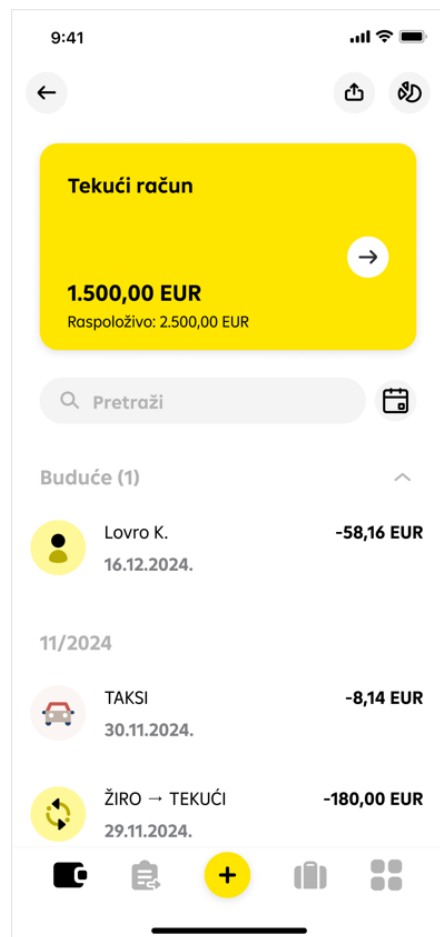 9:41
Tekući račun
1.500,00 EUR
Raspoloživo: 2.500,00 EUR
Pretraži
Buduće (1)
Lovro K. -58,16 EUR
16.12.2024.
11/2024
TAKSI -8,14 EUR
30.11.2024.
ŽIRO → TEKUĆI -180,00 EUR
29.11.2024.